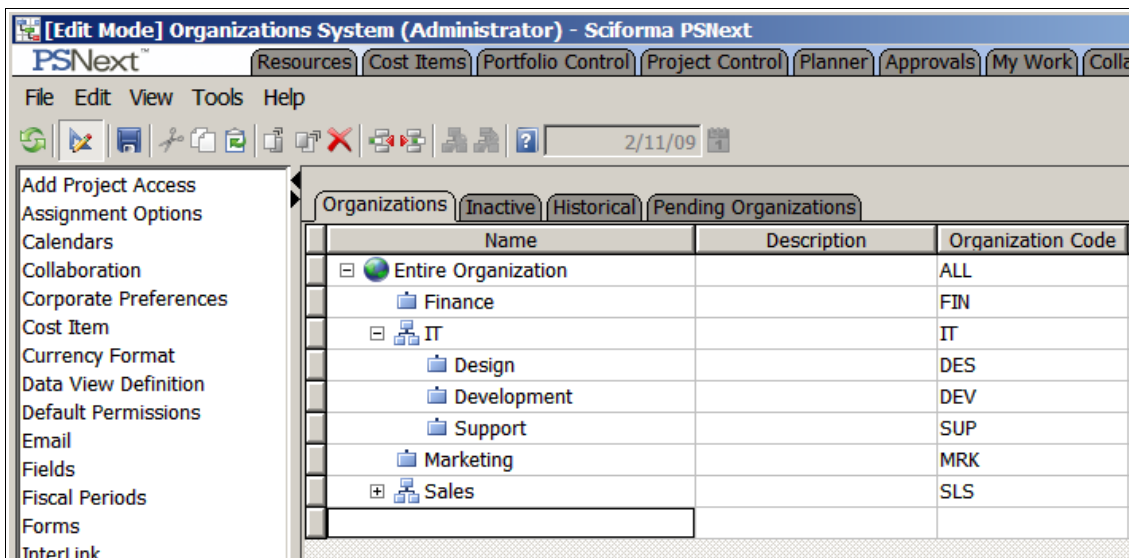 [Edit Mode] Organizations System (Administrator) - Sciforma PSNext
PSNext™ Resources Cost Items Portfolio Control Project Control Planner Approvals My Work Colla
File Edit View Tools Help
2/11/09
Add Project Access
Assignment Options
Calendars
Collaboration
Corporate Preferences
Cost Item
Currency Format
Data View Definition
Default Permissions
Email
Fields
Fiscal Periods
Forms
InterLink
Organizations Inactive Historical Pending Organizations
Name Description Organization Code
Entire Organization ALL
Finance FIN
IT IT
Design DES
Development DEV
Support SUP
Marketing MRK
Sales SLS